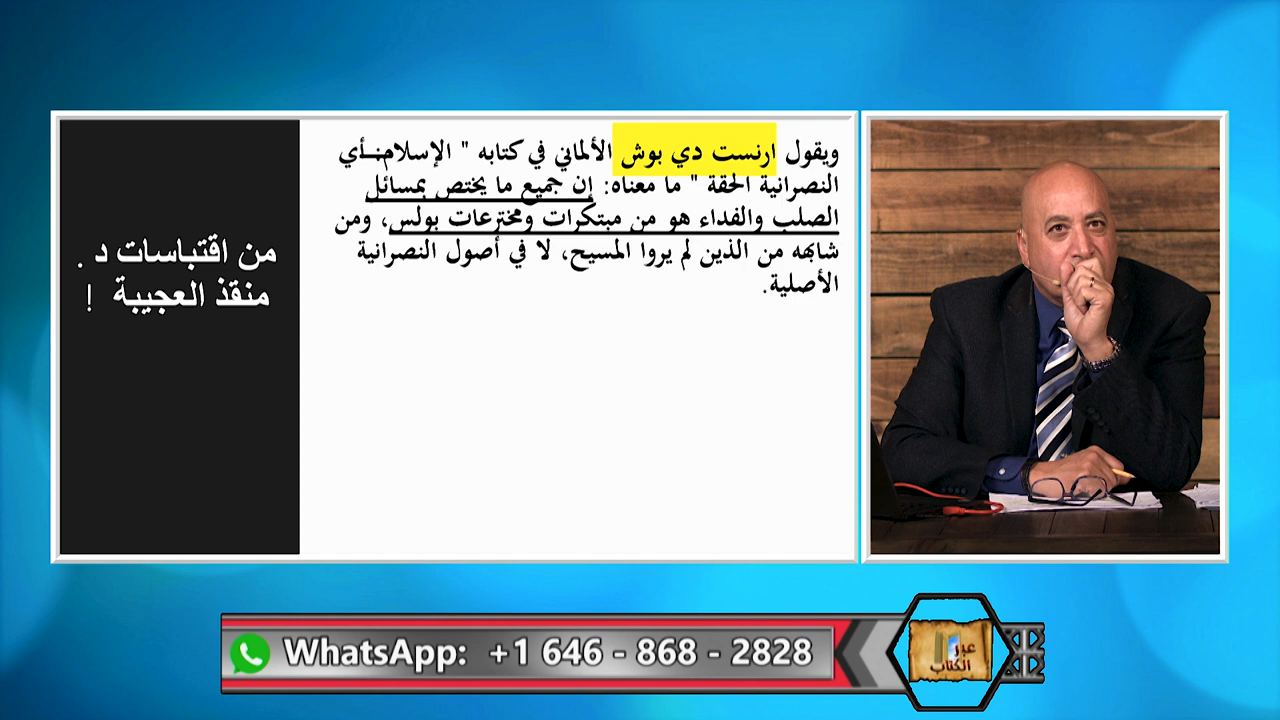 ويقول ارنست دي بوش الألماني في كتابه " الإسلام: أي
النصرانية الحقة " ما معناه: إن جميع ما يختص بمسائل
الصلب والفداء هو من مبتكرات ومخترعات بولس، ومن
شابهه من الذين لم يروا المسيح، لا في أصول النصرانية
الأصلية.
من اقتباسات د .
منقذ العجيبة !
WhatsApp: +1 646 - 868 - 2828
عبر
الكتاب